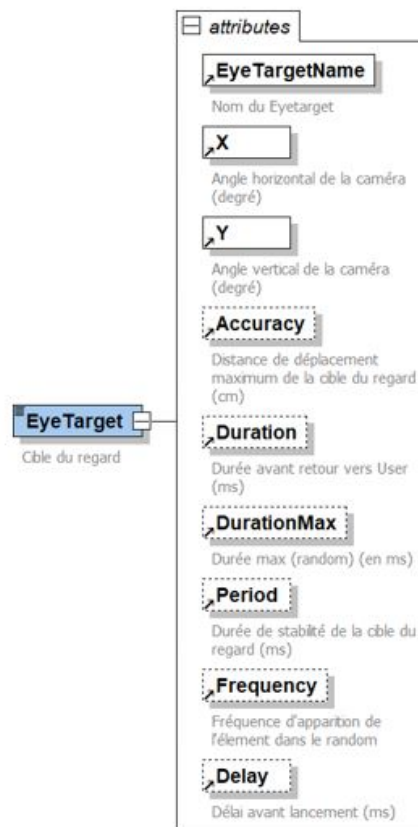 attributes
EyeTargetName
Nom du Eyetarget
X
Angle horizontal de la caméra
(degré)
Y
Angle vertical de la caméra
(degré)
Accuracy
Distance de déplacement
maximum de la cible du regard
(cm)
EyeTarget
Cible du regard
Duration
Durée avant retour vers User
(ms)
DurationMax
Durée max (random) (en ms)
Period
Durée de stabilité de la cible du
regard (ms)
Frequency
Fréquence d'apparition de
l'élement dans le random
Delay
Délai avant lancement (ms)